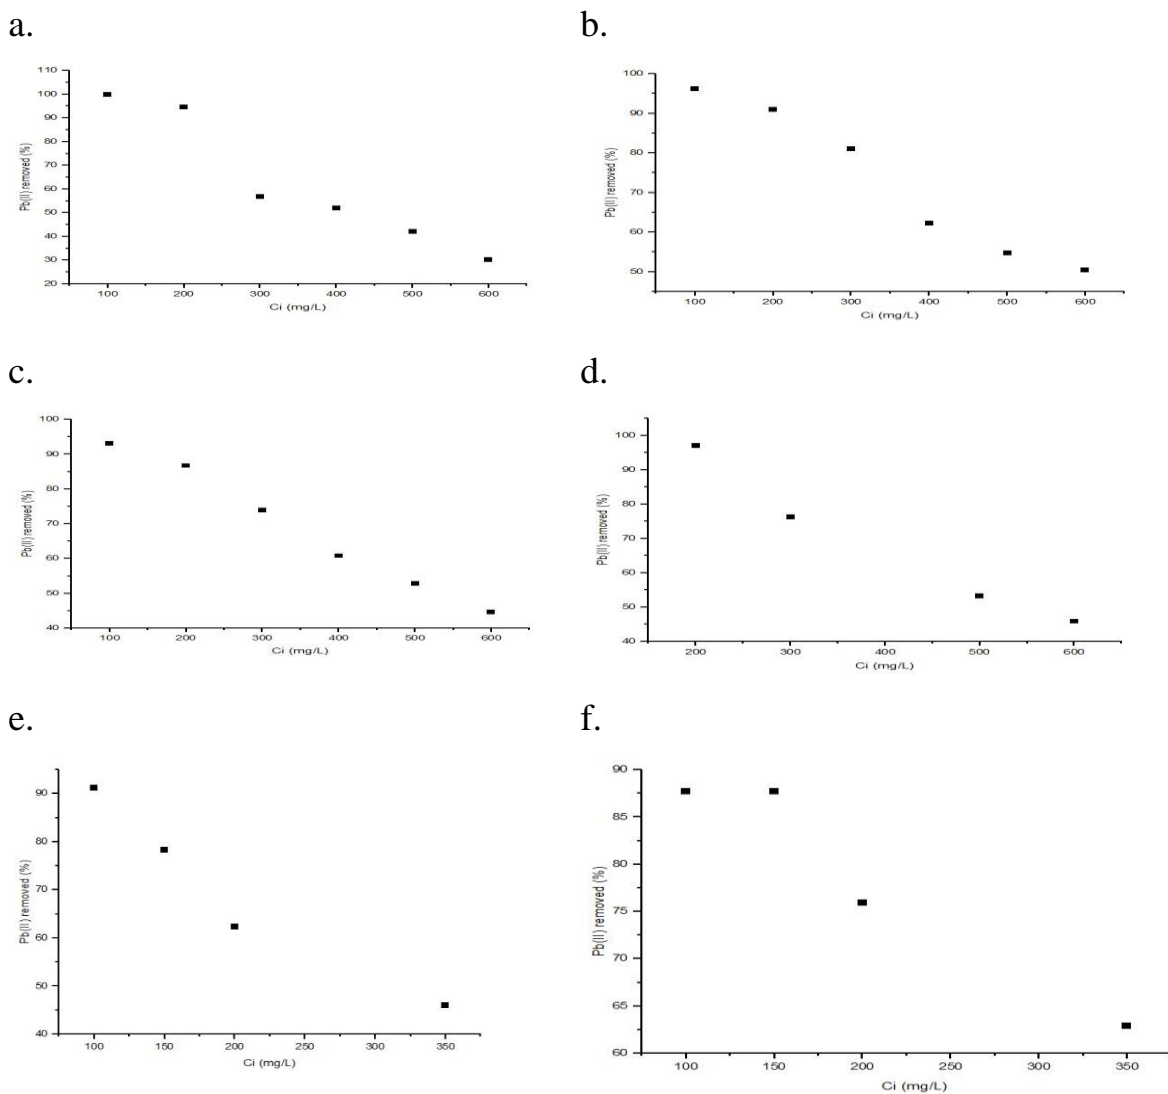 a.
110
100
90
80
70
60
50
40
30
20
Pb(II) removed (%)
100 200 300 400 500 600
Ci (mg/L)
b.
100
90
80
70
60
50
Pb(II) removed (%)
100 200 300 400 500 600
Ci (mg/L)
c.
100
90
80
70
60
50
40
Pb(II) removed (%)
100 200 300 400 500 600
Ci (mg/L)
d.
100
90
80
70
60
50
40
Pb(II) removed (%)
200 300 400 500 600
Ci (mg/L)
e.
90
80
70
60
50
40
Pb(II) removed (%)
100 150 200 250 300 350
Ci (mg/L)
f.
90
85
80
75
70
65
60
Pb(II) removed (%)
100 150 200 250 300 350
Ci (mg/L)